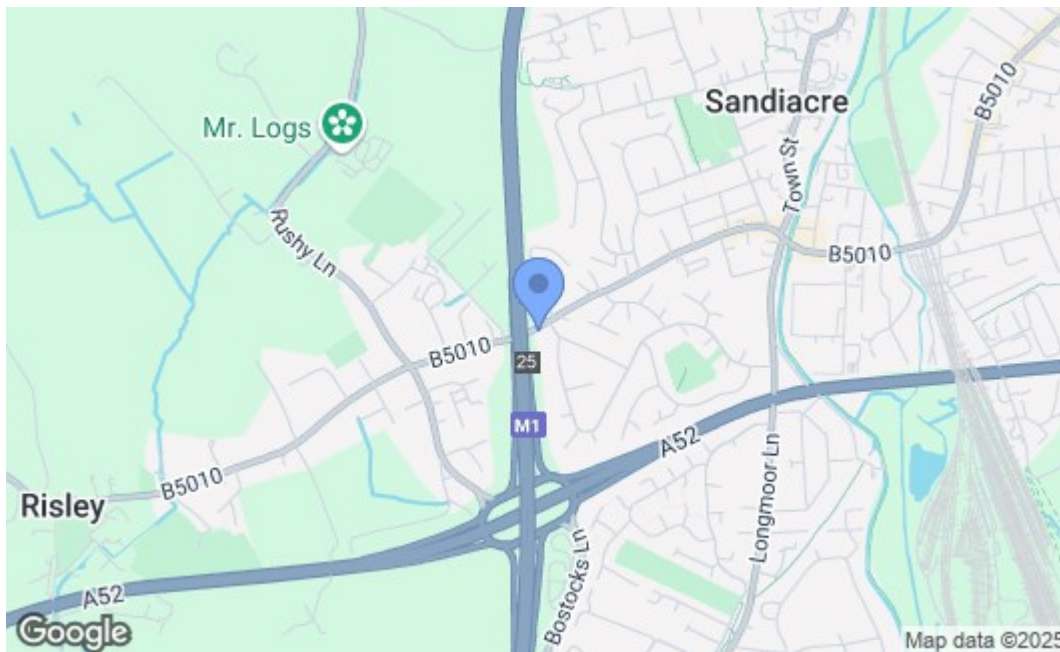 Sandiacre
B5010
Mr. Logs
Town St
Rushy Ln
B5010
B5010
25
M1
A52
Longmoor Ln
B5010
Risley
Bostocks Ln
A52
Google
Map data ©2025